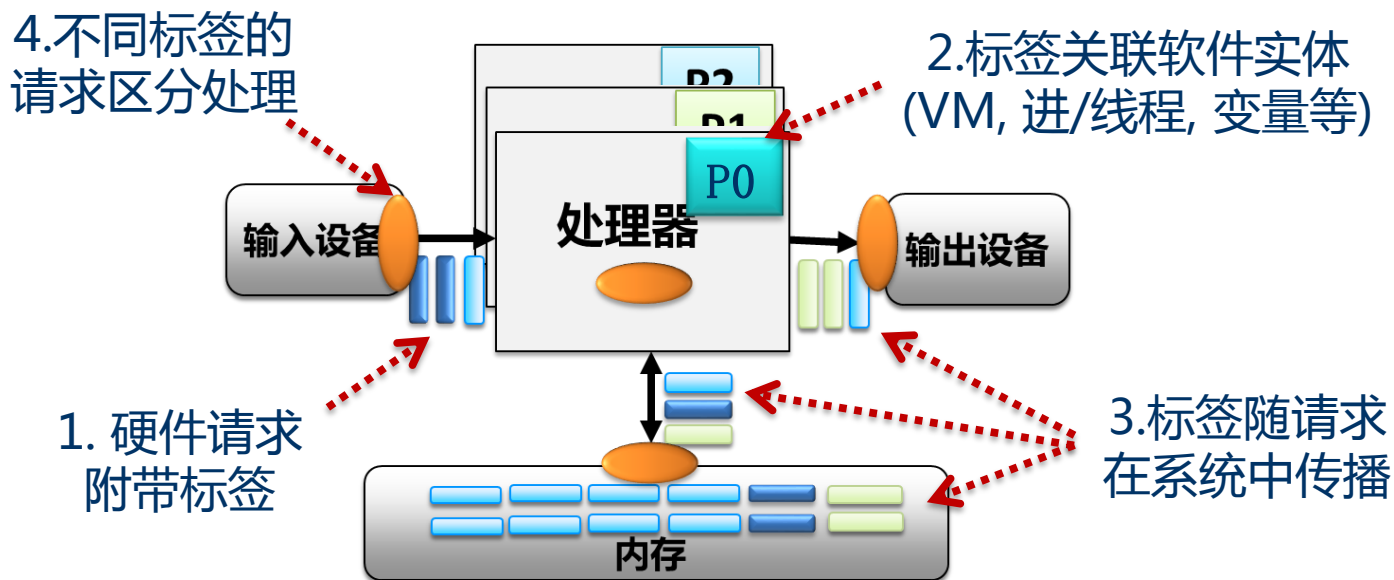 4.不同标签的
请求区分处理
2.标签关联软件实体
(VM, 进/线程, 变量等)
P2
P1
P0
输入设备
处理器
输出设备
1. 硬件请求
附带标签
3.标签随请求
在系统中传播
内存